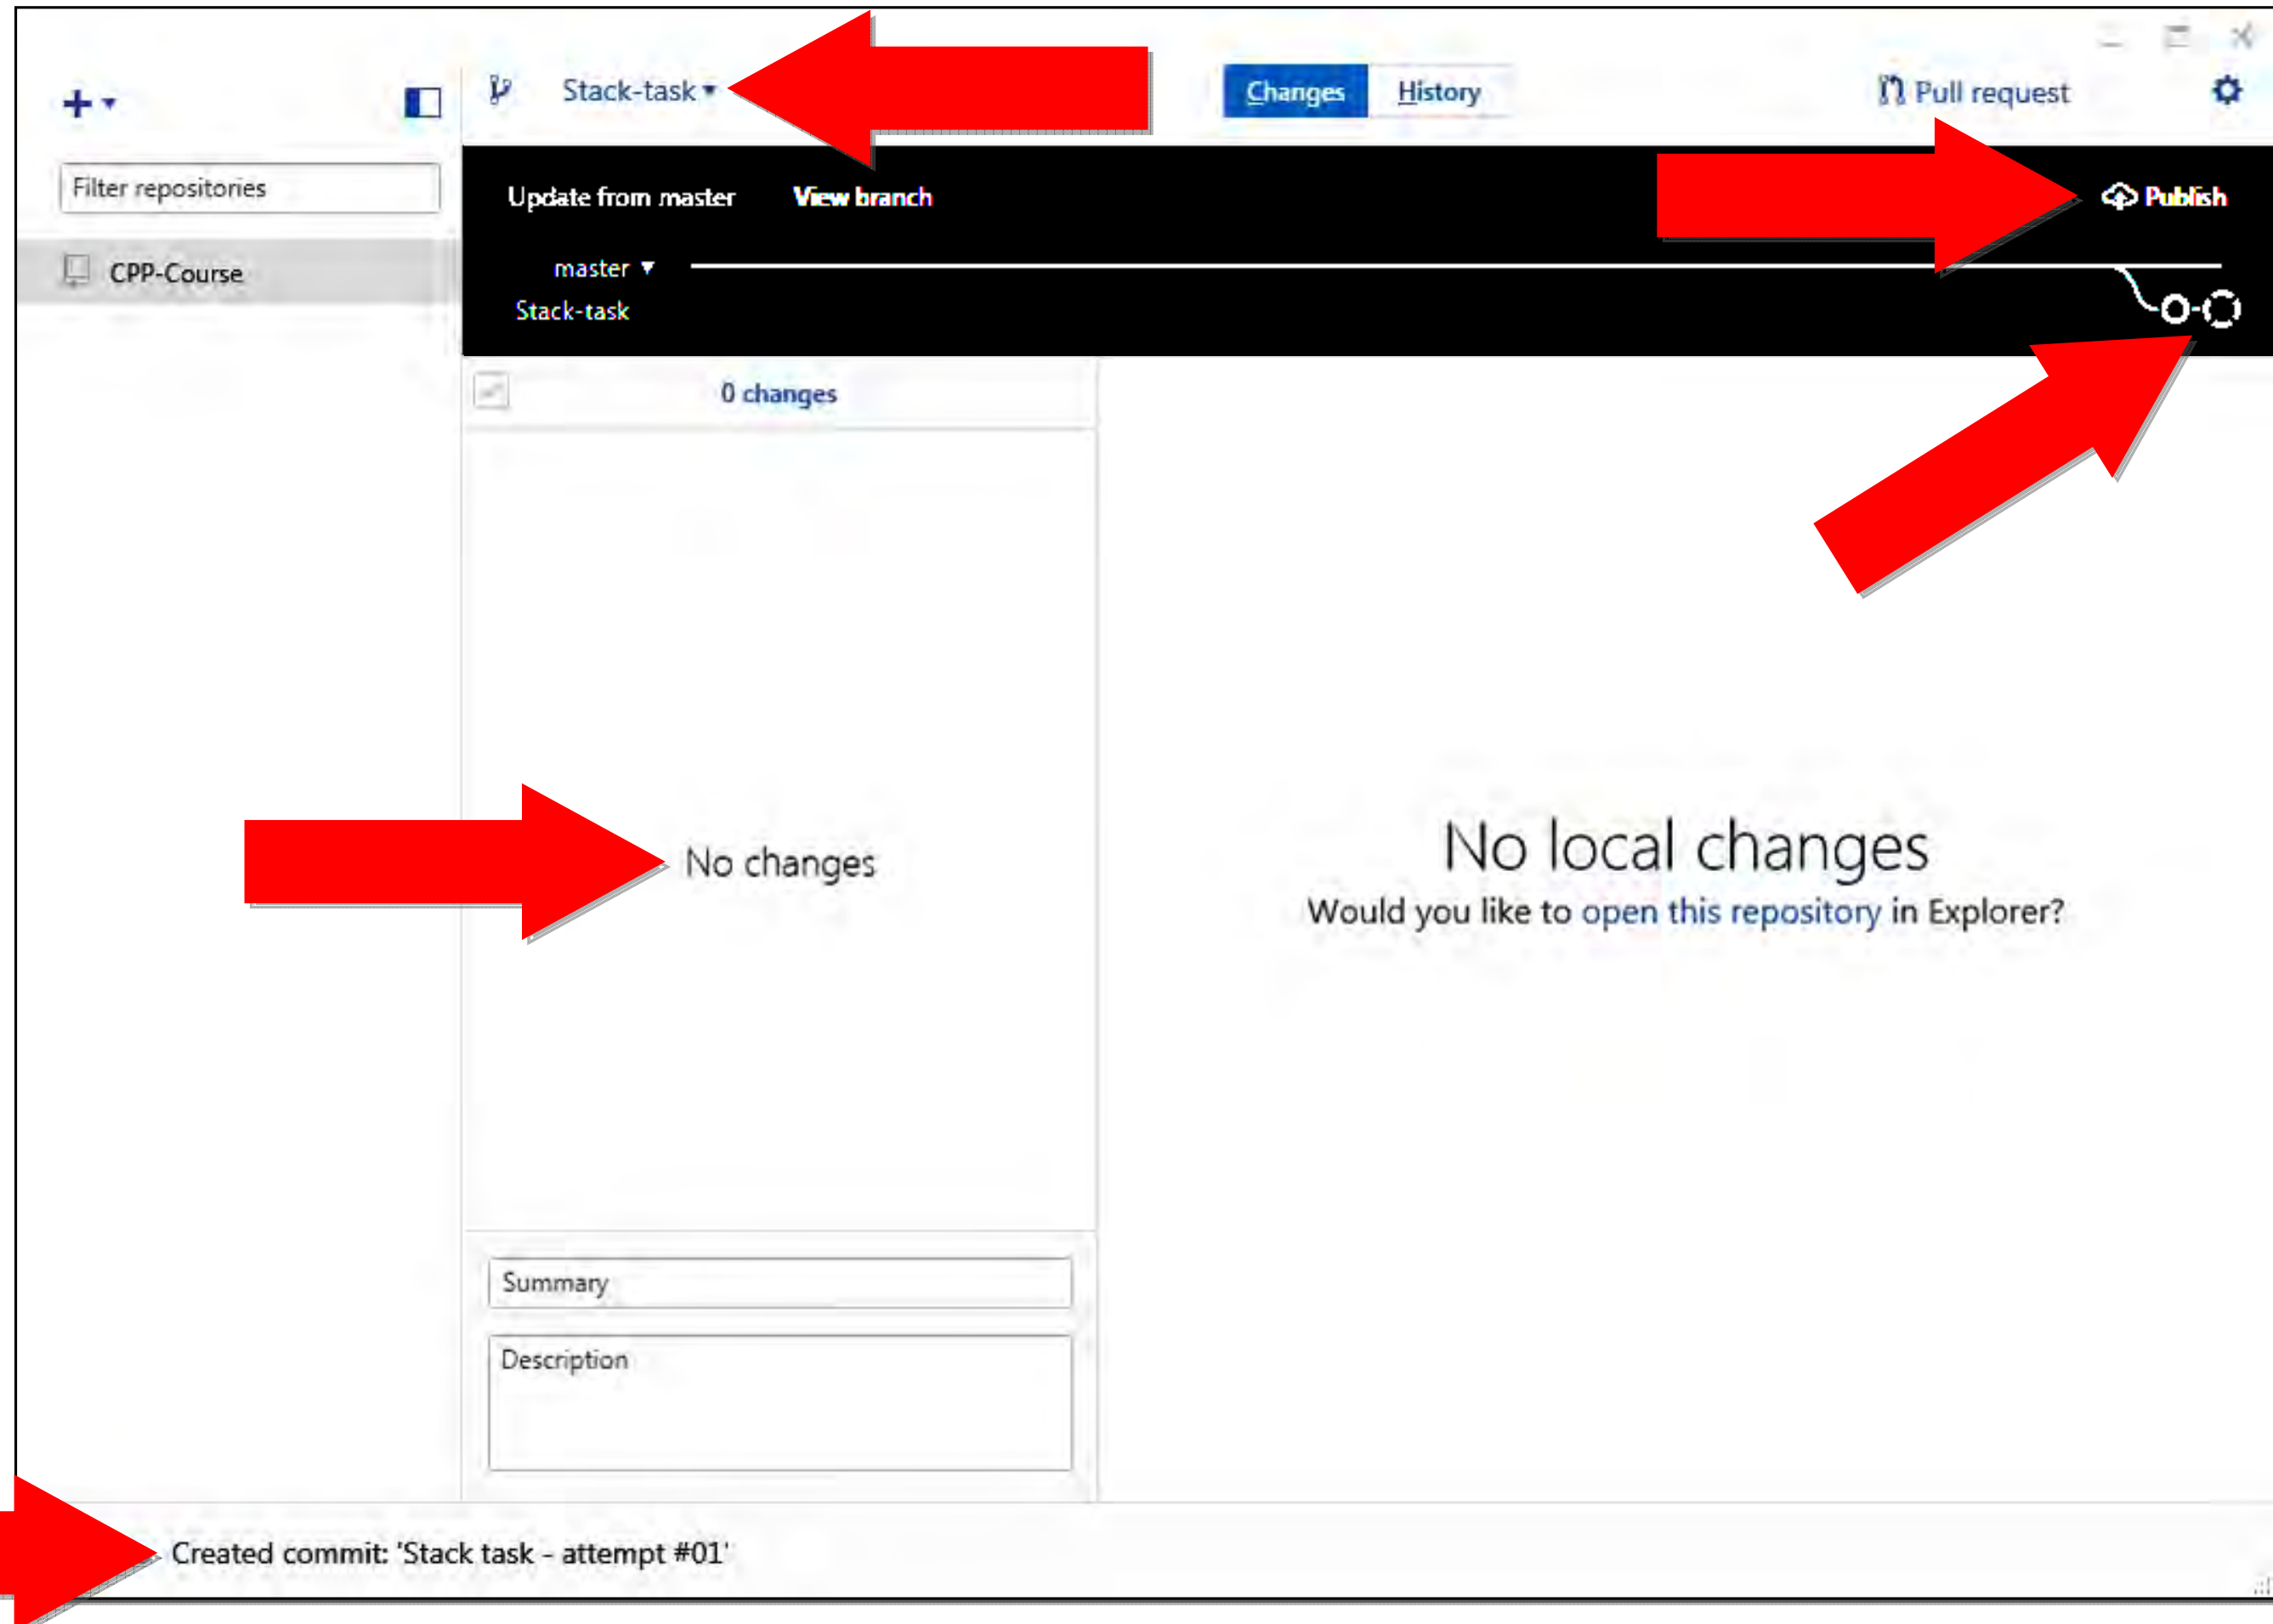 Stack-task
Changes
History
Pull request
Filter repositories
Update from master
View branch
Publish
CPP-Course
master
Stack-task
0 changes
No changes
No local changes
Would you like to open this repository in Explorer?
Summary
Description
Created commit: 'Stack task - attempt #01'